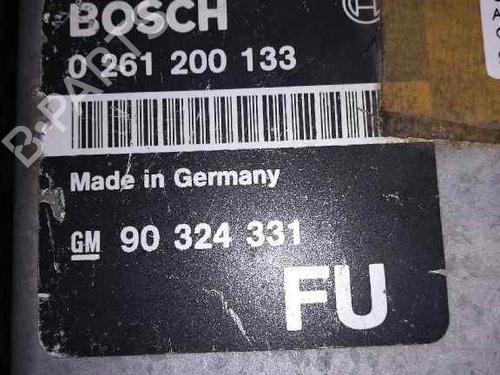 BOSCH
0 261 200 133
Made in Germany
GM 90 324 331
FU
B-PARTS